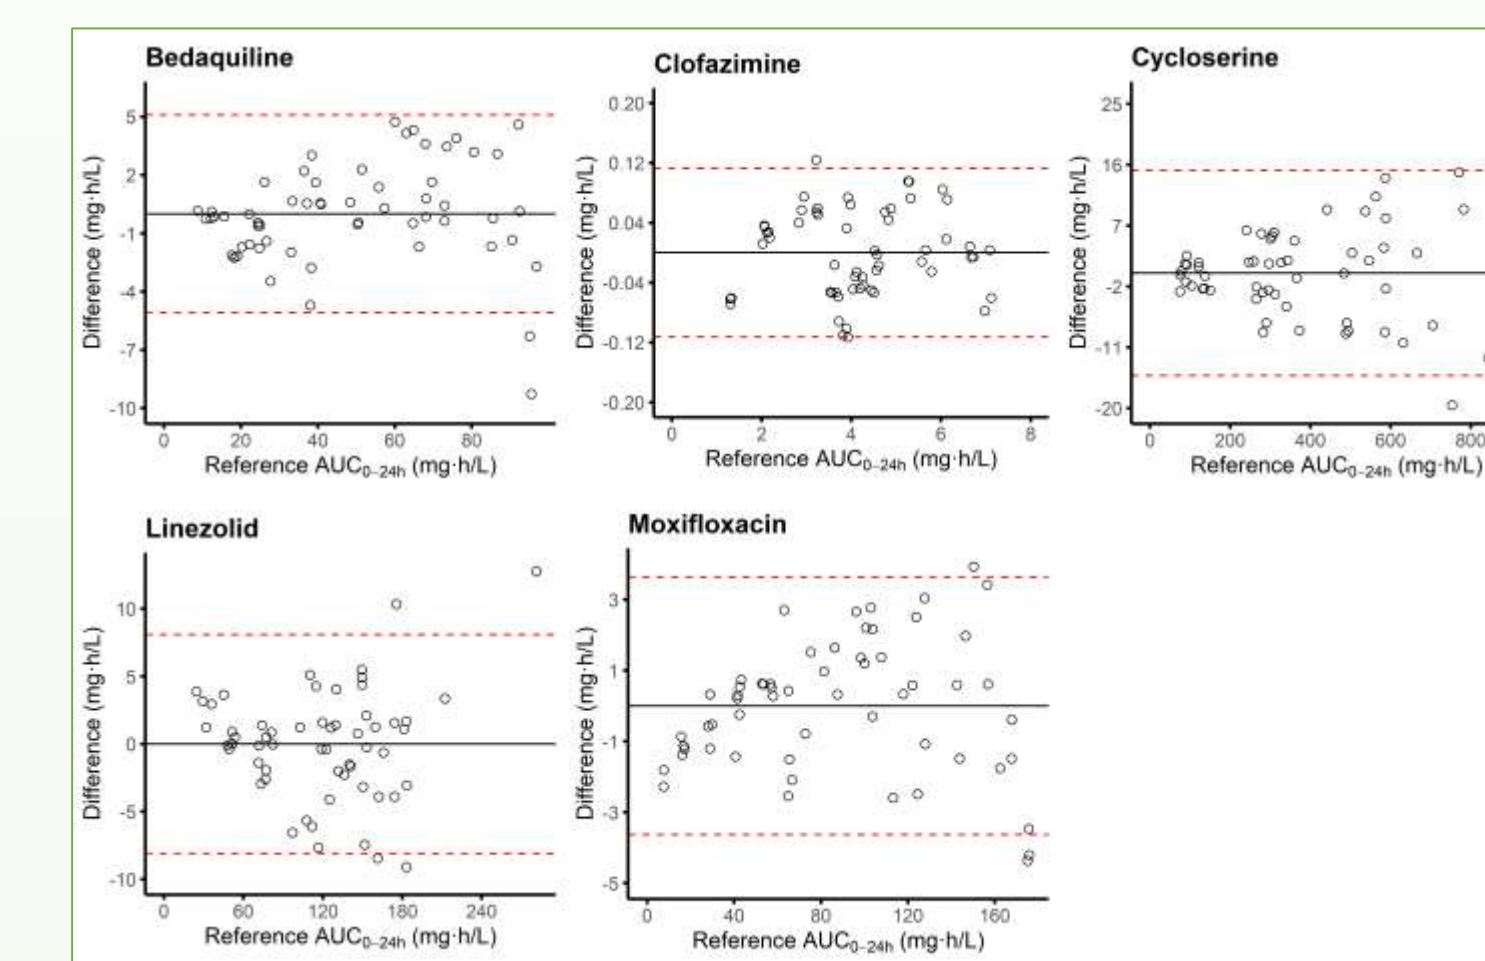 Bedaquiline
Difference (mg·h/L)
5
2
-1
-4
-7
-10
0 20 40 60 80
Reference AUC0–24h (mg·h/L)
Clofazimine
Difference (mg·h/L)
0.20
0.12
0.04
-0.04
-0.12
-0.20
0 2 4 6 8
Reference AUC0–24h (mg·h/L)
Cycloserine
Difference (mg·h/L)
25
16
7
-2
-11
-20
0 200 400 600 800
Reference AUC0–24h (mg·h/L)
Linezolid
Difference (mg·h/L)
10
5
0
-5
-10
0 60 120 180 240
Reference AUC0–24h (mg·h/L)
Moxifloxacin
Difference (mg·h/L)
3
1
-1
-3
-5
0 40 80 120 160
Reference AUC0–24h (mg·h/L)